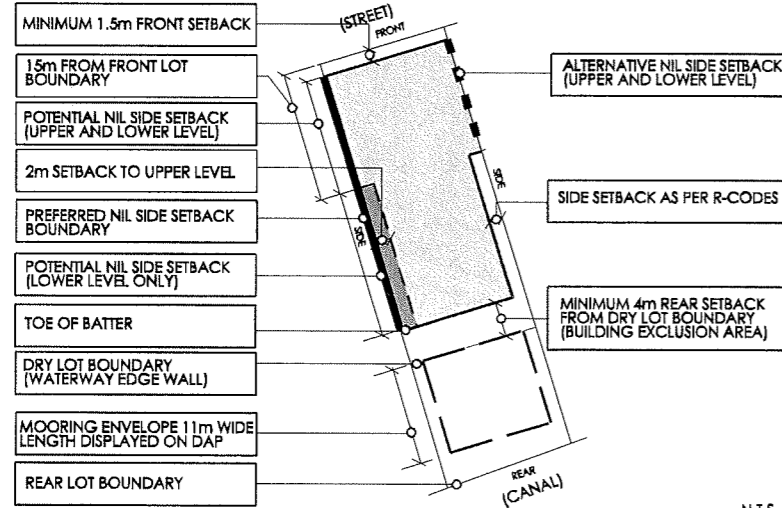 MINIMUM 1.5m FRONT SETBACK
15m FROM FRONT LOT
BOUNDARY
POTENTIAL NIL SIDE SETBACK
(UPPER AND LOWER LEVEL)
2m SETBACK TO UPPER LEVEL
PREFERRED NIL SIDE SETBACK
BOUNDARY
POTENTIAL NIL SIDE SETBACK
(LOWER LEVEL ONLY)
TOE OF BATTER
DRY LOT BOUNDARY
(WATERWAY EDGE WALL)
MOORING ENVELOPE 11m WIDE
LENGTH DISPLAYED ON DAP
REAR LOT BOUNDARY
(STREET)
FRONT
SIDE
SIDE
REAR
(CANAL)
ALTERNATIVE NIL SIDE SETBACK
(UPPER AND LOWER LEVEL)
SIDE SETBACK AS PER R-CODES
MINIMUM 4m REAR SETBACK
FROM DRY LOT BOUNDARY
(BUILDING EXCLUSION AREA)